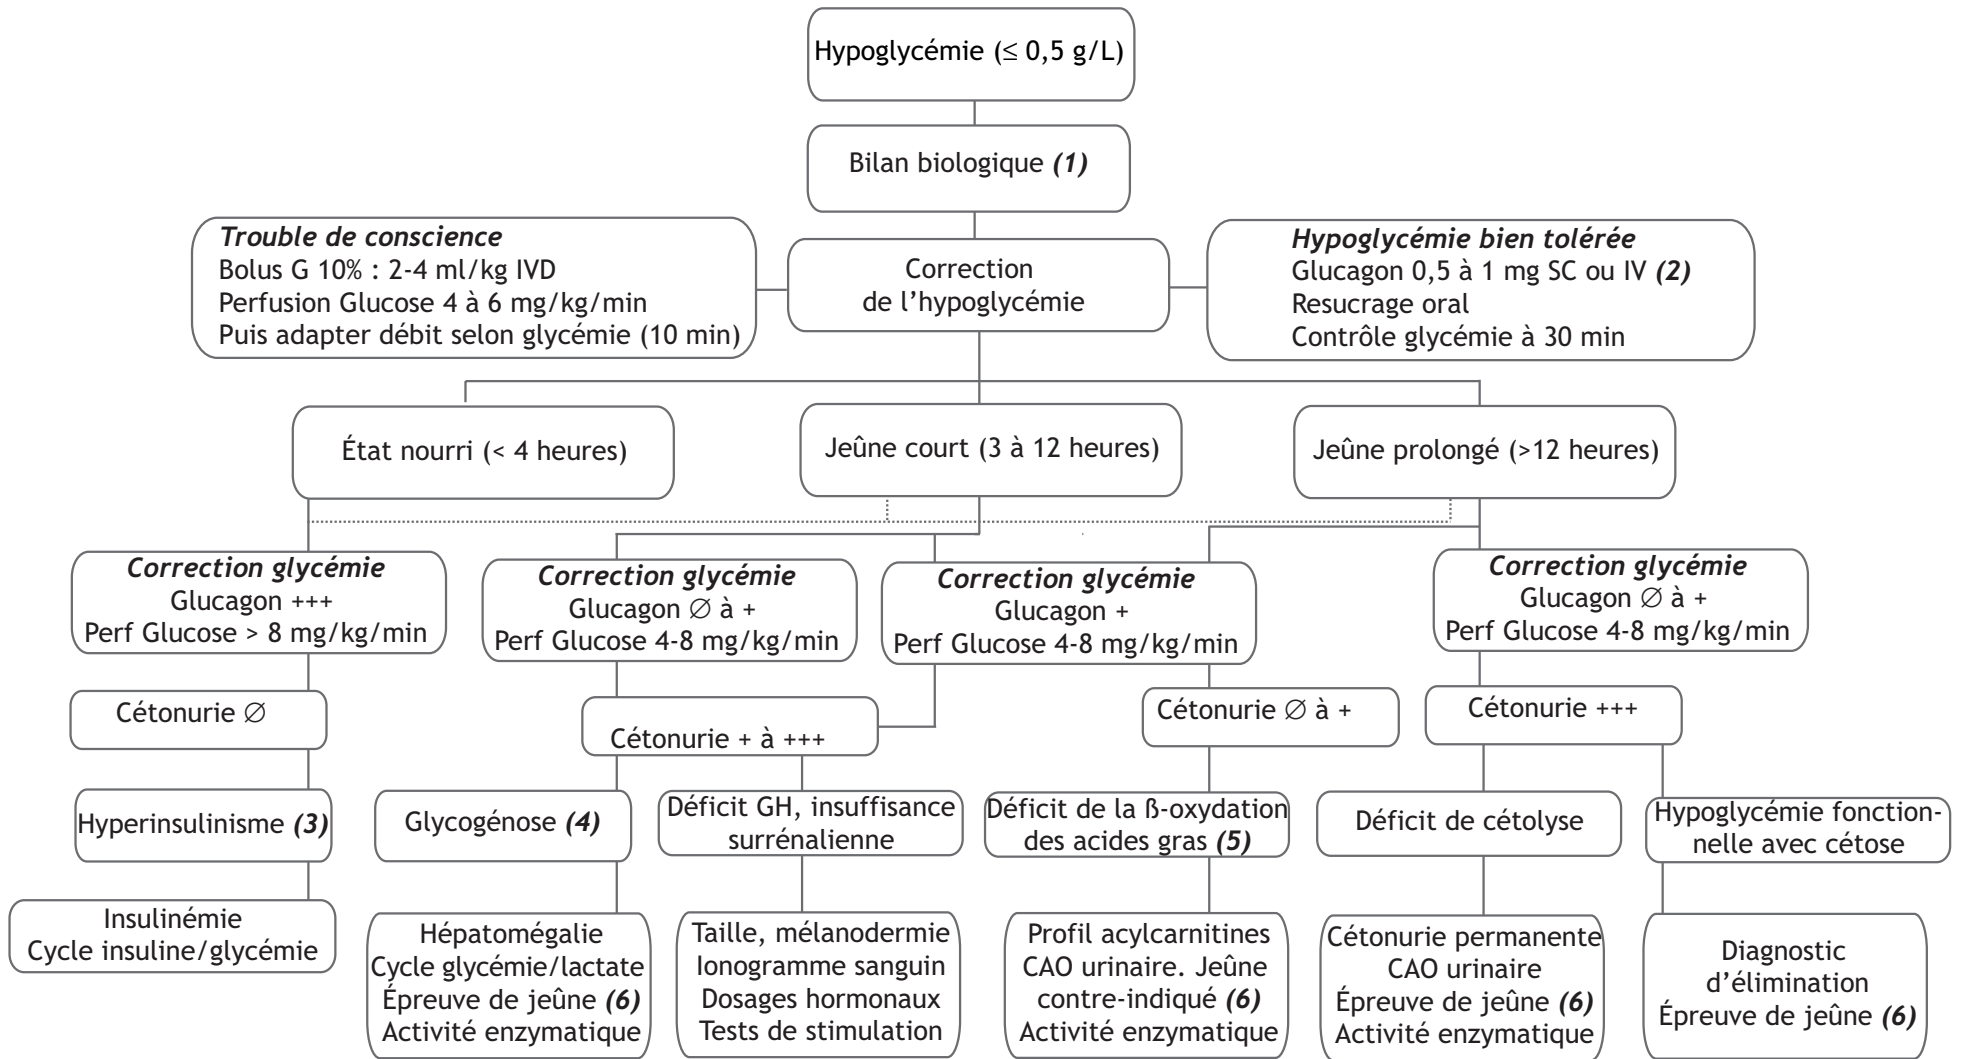 Hypoglycémie (≤ 0,5 g/L)
Bilan biologique (1)
Trouble de conscience
Bolus G 10% : 2-4 ml/kg IVD
Perfusion Glucose 4 à 6 mg/kg/min
Puis adapter débit selon glycémie (10 min)
Correction
de l’hypoglycémie
Hypoglycémie bien tolérée
Glucagon 0,5 à 1 mg SC ou IV (2)
Resucrage oral
Contrôle glycémie à 30 min
État nourri (< 4 heures)
Jeûne court (3 à 12 heures)
Jeûne prolongé (>12 heures)
Correction glycémie
Glucagon +++
Perf Glucose > 8 mg/kg/min
Correction glycémie
Glucagon ∅ à +
Perf Glucose 4-8 mg/kg/min
Correction glycémie
Glucagon +
Perf Glucose 4-8 mg/kg/min
Correction glycémie
Glucagon ∅ à +
Perf Glucose 4-8 mg/kg/min
Cétonurie ∅
Cétonurie + à +++
Cétonurie ∅ à +
Cétonurie +++
Hyperinsulinisme (3)
Glycogénose (4)
Déficit GH, insuffisance
surrénalienne
Déficit de la ß-oxydation
des acides gras (5)
Déficit de cétolyse
Hypoglycémie fonction-
nelle avec cétose
Insulinémie
Cycle insuline/glycémie
Hépatomégalie
Cycle glycémie/lactate
Épreuve de jeûne (6)
Activité enzymatique
Taille, mélanodermie
Ionogramme sanguin
Dosages hormonaux
Tests de stimulation
Profil acylcarnitines
CAO urinaire. Jeûne
contre-indiqué (6)
Activité enzymatique
Cétonurie permanente
CAO urinaire
Épreuve de jeûne (6)
Activité enzymatique
Diagnostic
d’élimination
Épreuve de jeûne (6)